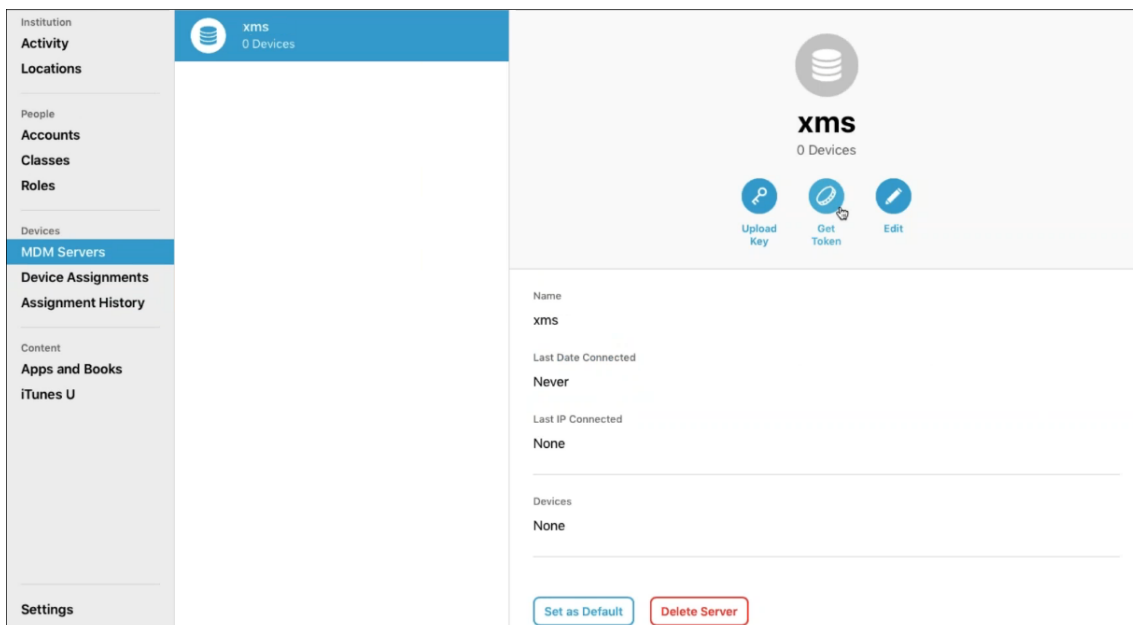 Institution
Activity
Locations
People
Accounts
Classes
Roles
Devices
MDM Servers
Device Assignments
Assignment History
Content
Apps and Books
iTunes U
Settings
xms
0 Devices
xms
0 Devices
Upload
Key
Get
Token
Edit
Name
xms
Last Date Connected
Never
Last IP Connected
None
Devices
None
Set as Default
Delete Server